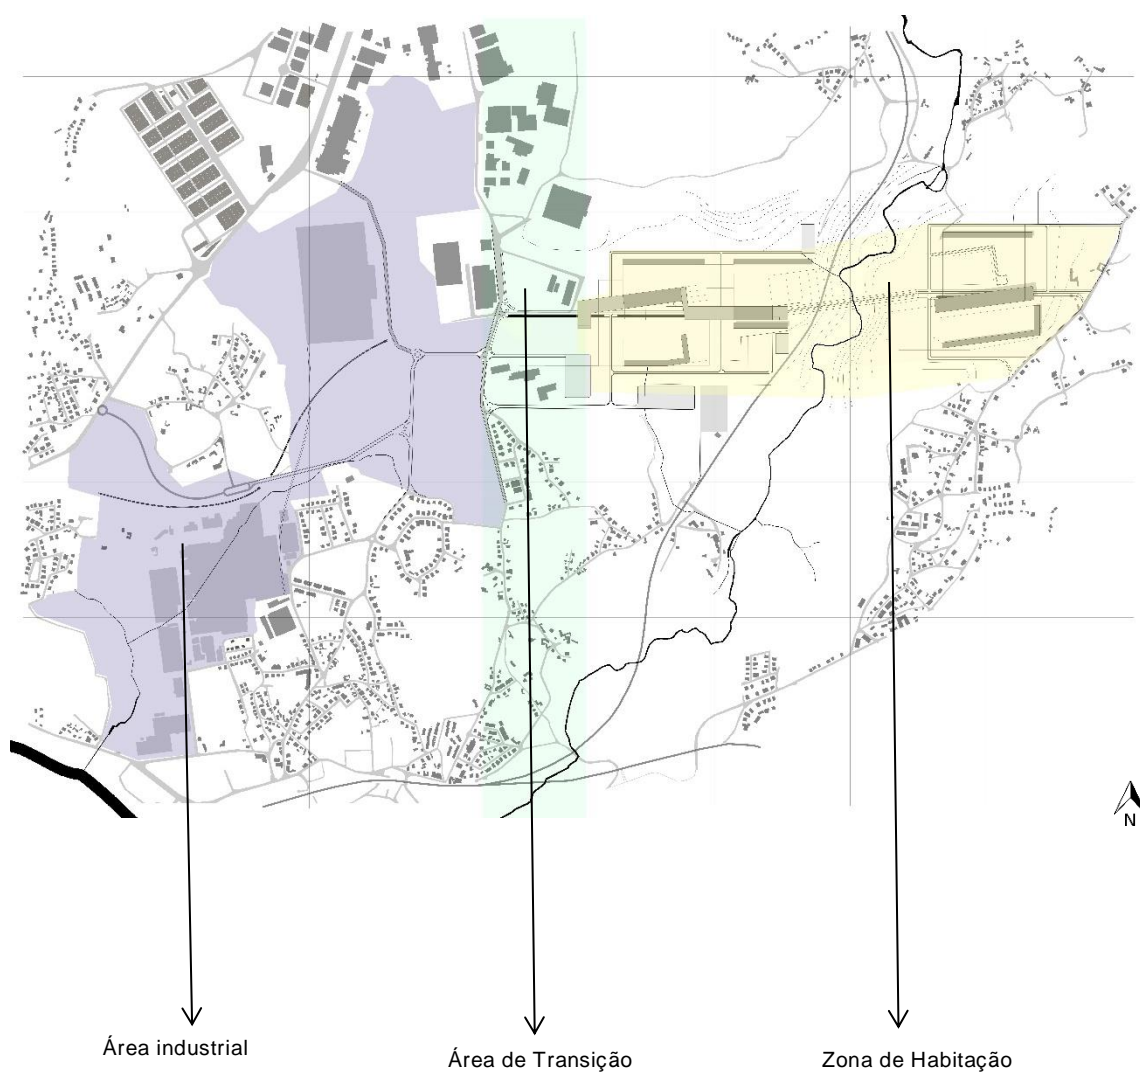 N
Área industrial
Área de Transição
Zona de Habitação